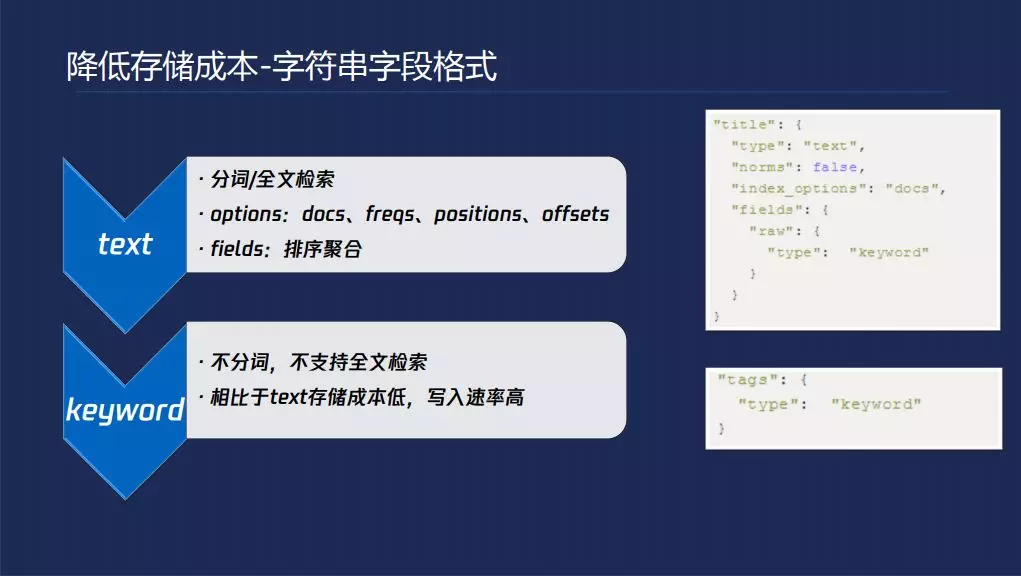 降低存储成本-字符串字段格式
text
· 分词/全文检索
· options：docs、freqs、positions、offsets
· fields：排序聚合
keyword
· 不分词，不支持全文检索
· 相比于text存储成本低，写入速率高
"title": {
"type": "text",
"norms": false,
"index_options": "docs",
"fields": {
"raw": {
"type": "keyword"
}
}
}
"tags": {
"type": "keyword"
}